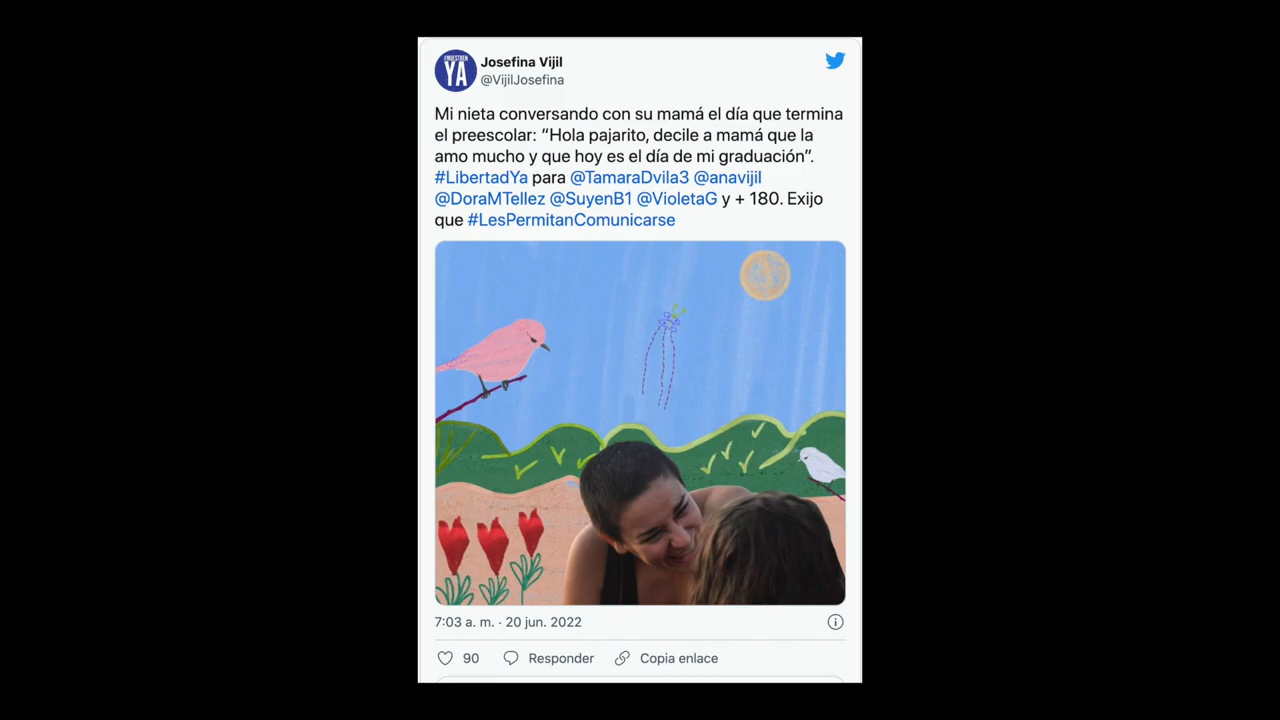 #MUESTREN
YA
Josefina Vijil
@VijilJosefina
Mi nieta conversando con su mamá el día que termina
el preescolar: “Hola pajarito, decile a mamá que la
amo mucho y que hoy es el día de mi graduación”.
#LibertadYa para @TamaraDvila3 @anavijil
@DoraMTellez @SuyenB1 @VioletaG y + 180. Exijo
que #LesPermitanComunicarse
7:03 a. m. · 20 jun. 2022
90 Responder Copia enlace